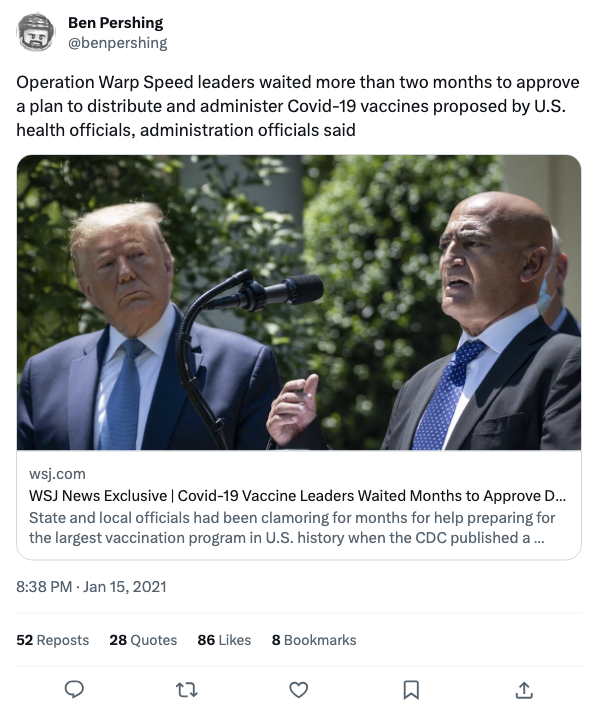 Ben Pershing
@benpershing
Operation Warp Speed leaders waited more than two months to approve
a plan to distribute and administer Covid-19 vaccines proposed by U.S.
health officials, administration officials said
wsj.com
WSJ News Exclusive | Covid-19 Vaccine Leaders Waited Months to Approve D...
State and local officials had been clamoring for months for help preparing for
the largest vaccination program in U.S. history when the CDC published a ...
8:38 PM · Jan 15, 2021
52 Reposts 28 Quotes 86 Likes 8 Bookmarks